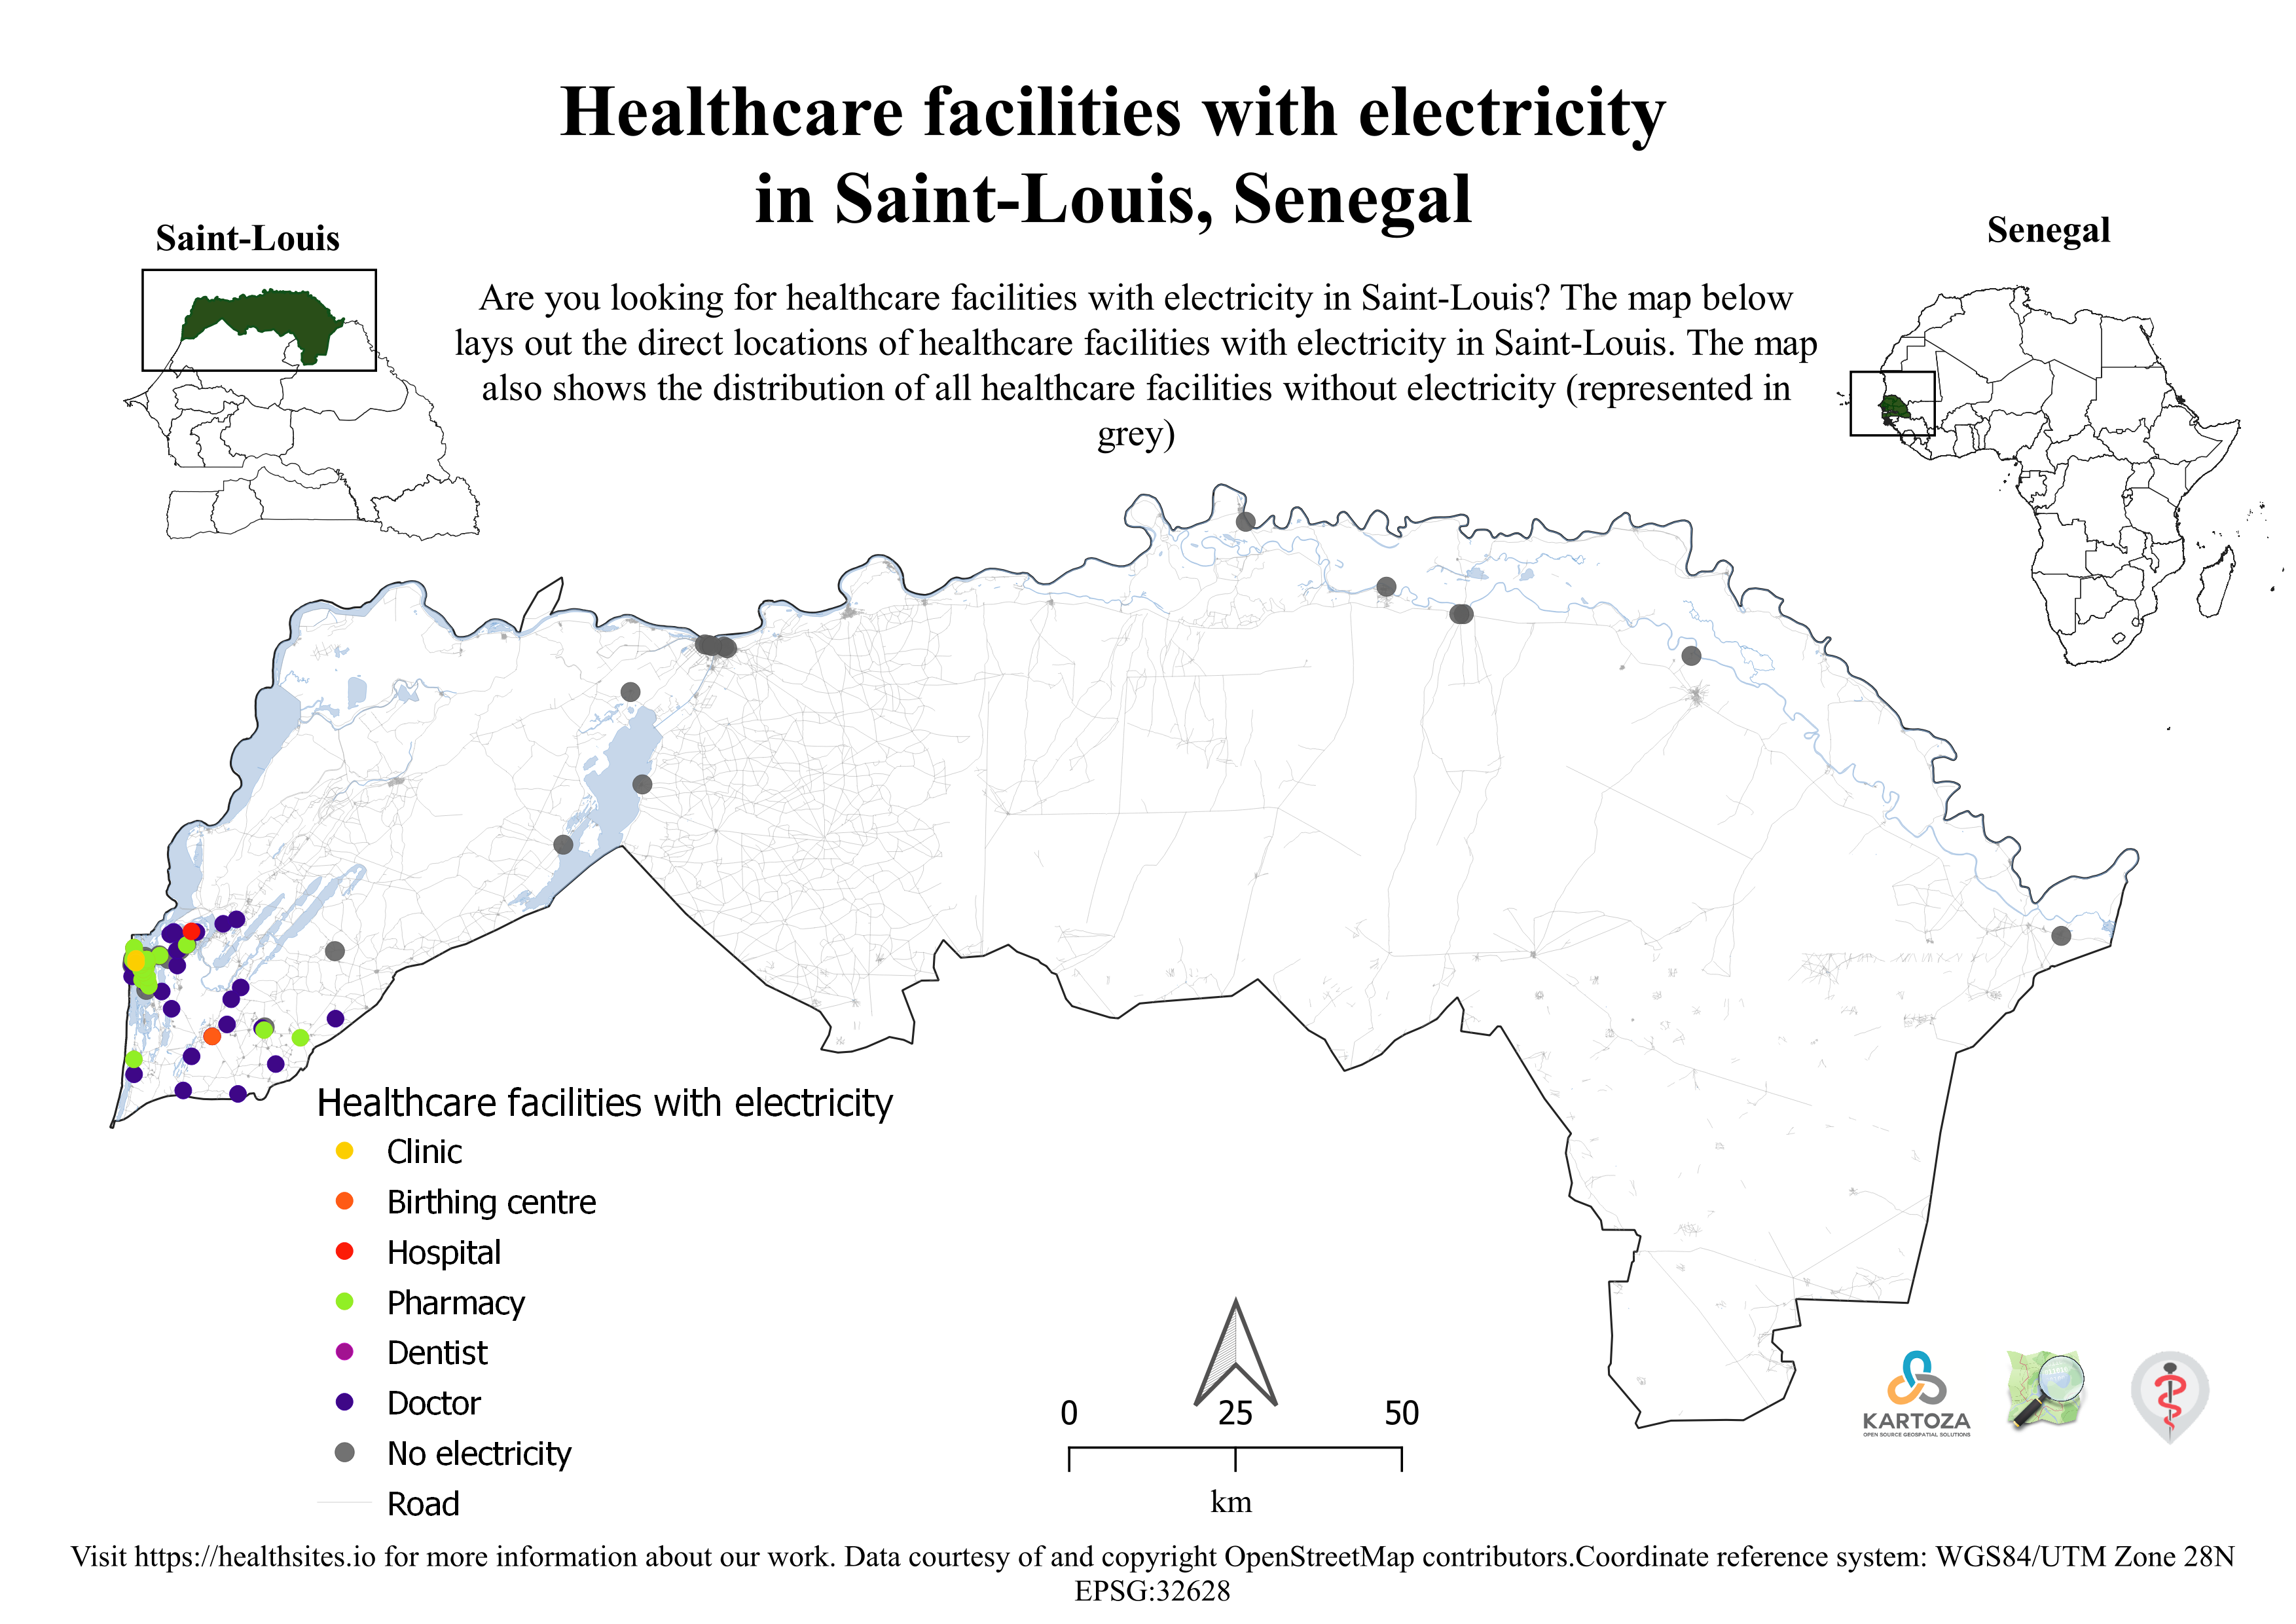 Healthcare facilities with electricity
in Saint-Louis, Senegal
Saint-Louis
Senegal
Are you looking for healthcare facilities with electricity in Saint-Louis? The map below
lays out the direct locations of healthcare facilities with electricity in Saint-Louis. The map
also shows the distribution of all healthcare facilities without electricity (represented in
grey)
Healthcare facilities with electricity
Clinic
Birthing centre
Hospital
Pharmacy
Dentist
Doctor
No electricity
Road
0 25 50
km
KARTOZA
OPEN SOURCE GEOSPATIAL SOLUTIONS
Visit https://healthsites.io for more information about our work. Data courtesy of and copyright OpenStreetMap contributors.Coordinate reference system: WGS84/UTM Zone 28N
EPSG:32628